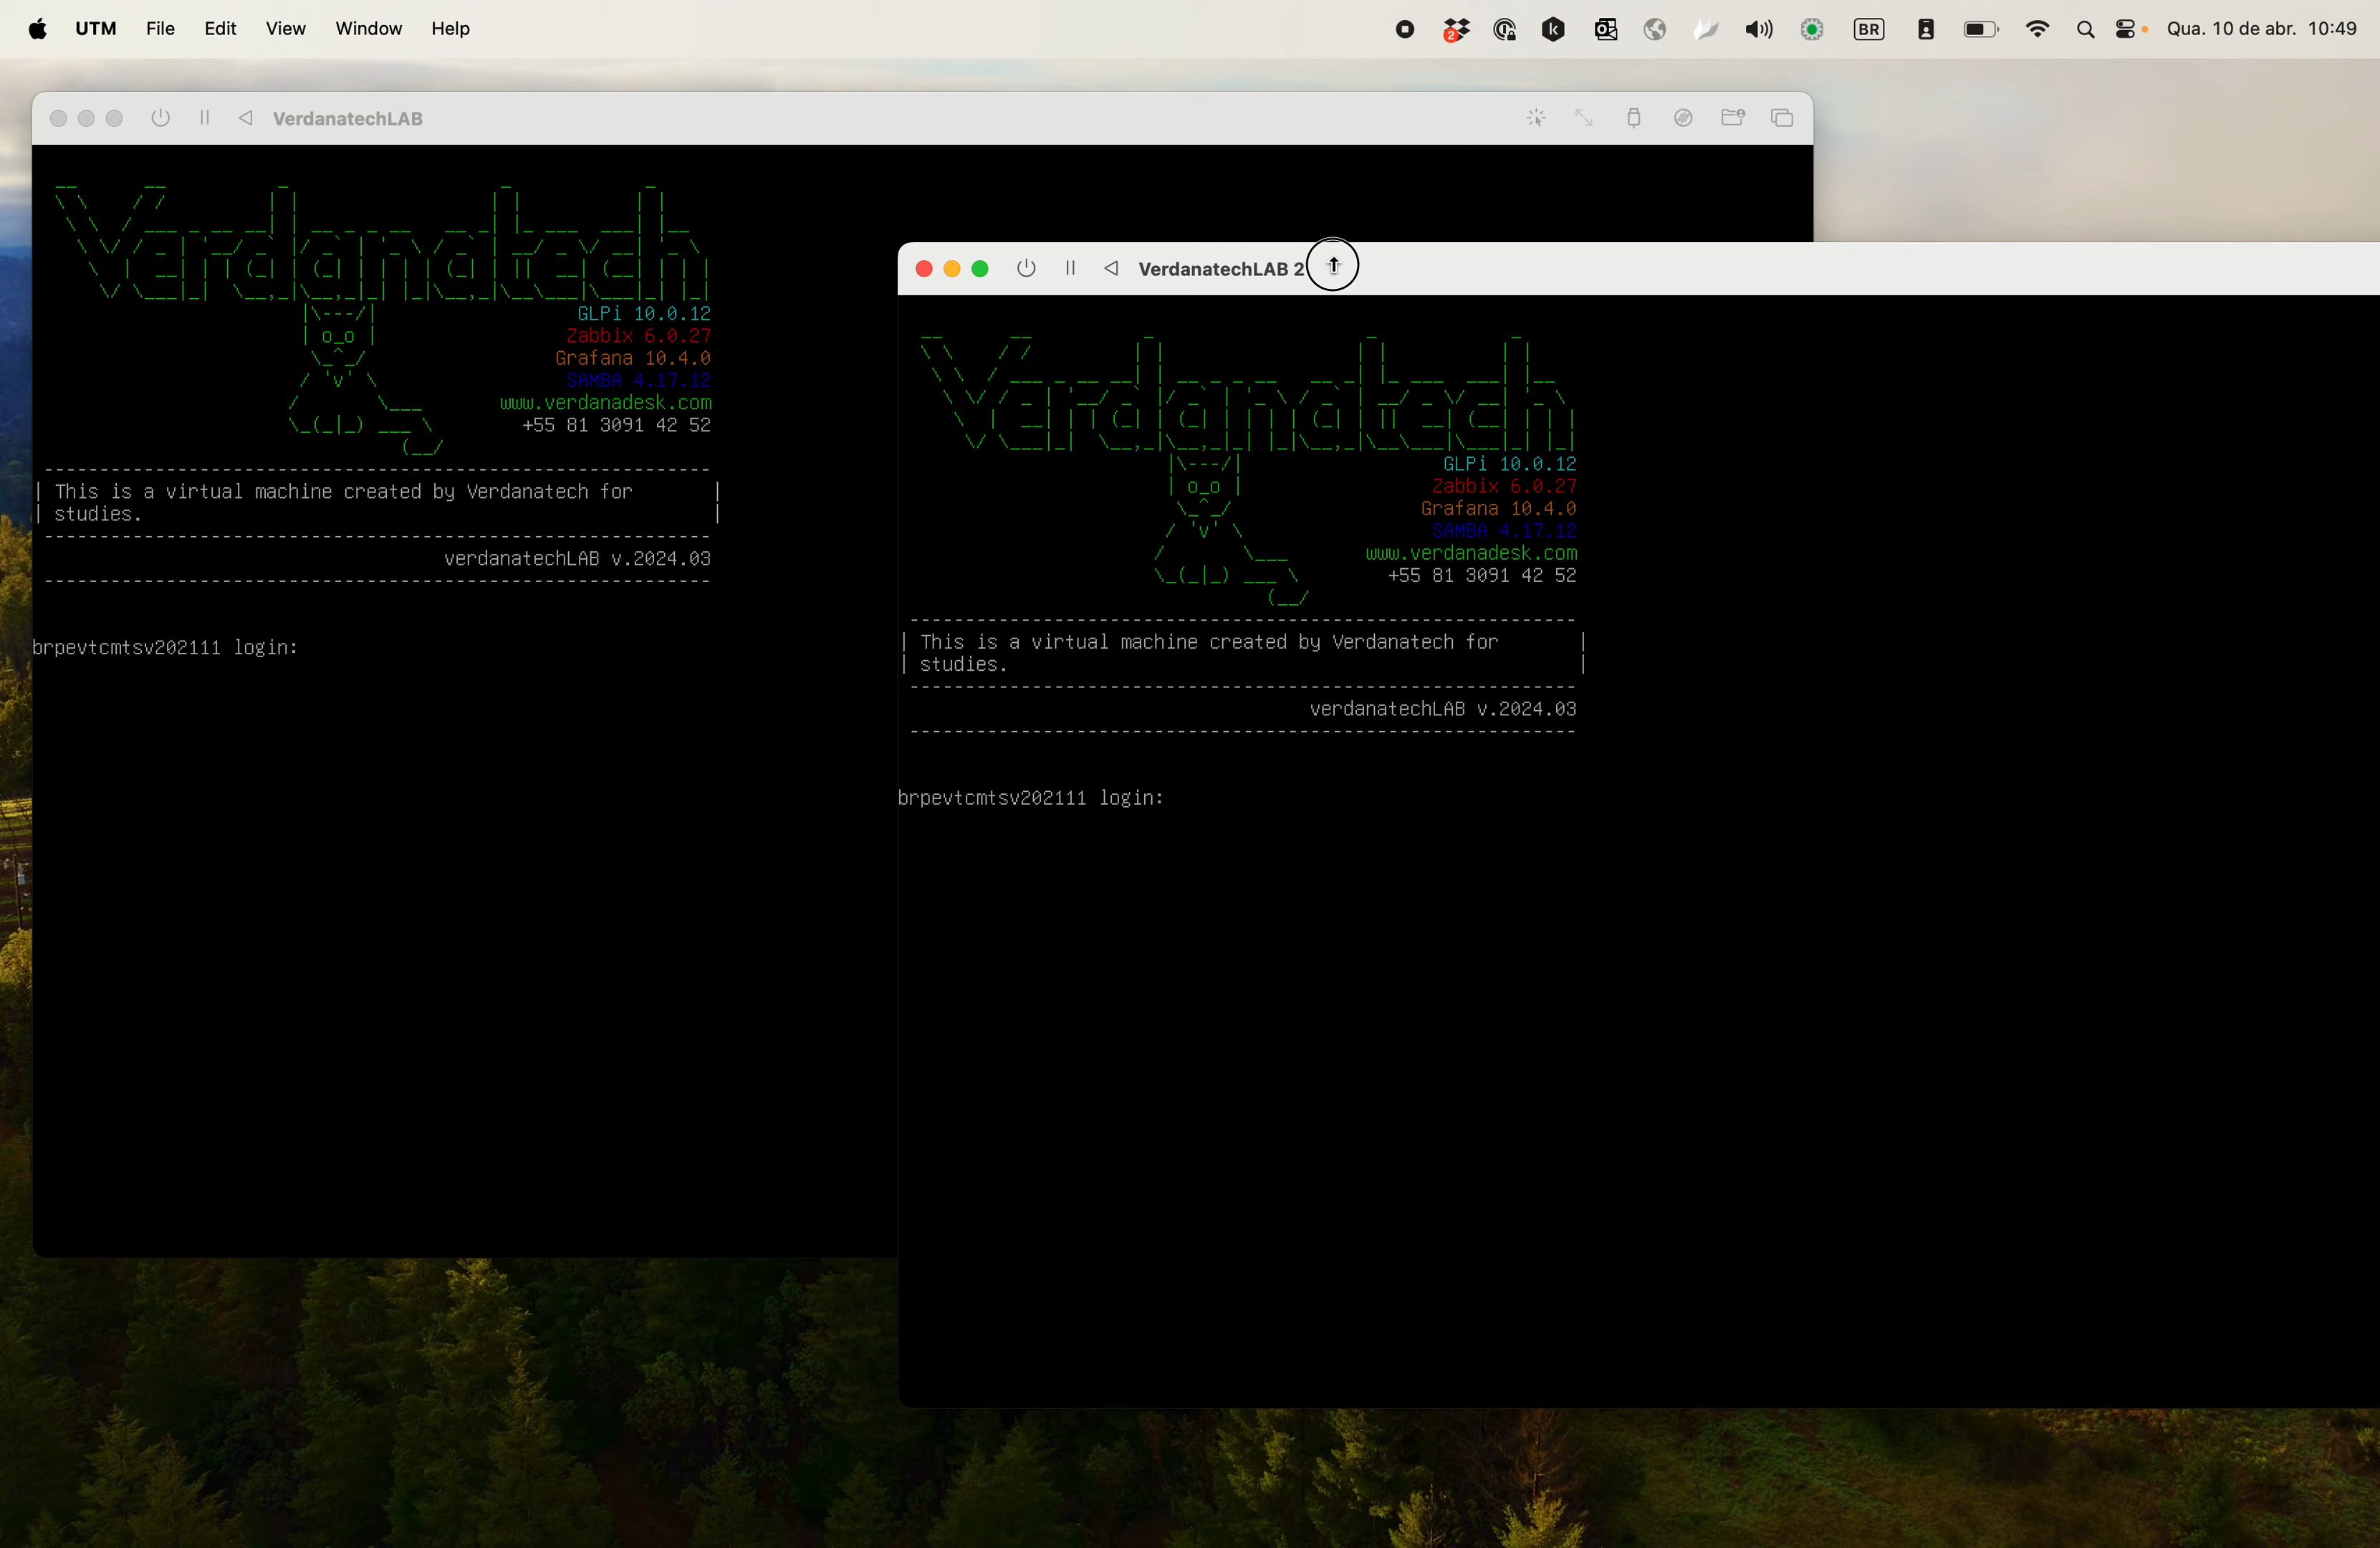 UTM File Edit View Window Help 2 BR Qua. 10 de abr. 10:49
VerdanatechLAB
Verdanatech
GLPi 10.0.12
Zabbix 6.0.27
Grafana 10.4.0
SAMBA 4.17.12
www.verdanadesk.com
+55 81 3091 42 52
This is a virtual machine created by Verdanatech for
studies.
verdanatechLAB v.2024.03
brpevtcmtsv202111 login:
VerdanatechLAB 2
Verdanatech
GLPi 10.0.12
Zabbix 6.0.27
Grafana 10.4.0
SAMBA 4.17.12
www.verdanadesk.com
+55 81 3091 42 52
This is a virtual machine created by Verdanatech for
studies.
verdanatechLAB v.2024.03
brpevtcmtsv202111 login: